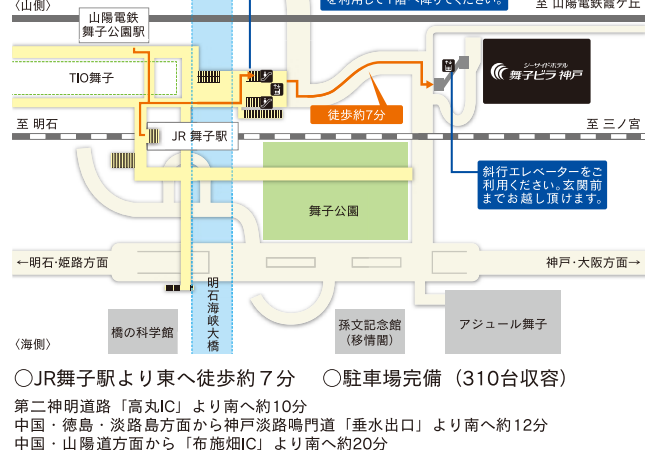 〈山側〉
を利用して1階へ降りてください。
至 山陽電鉄霞ケ丘
山陽電鉄
舞子公園駅
TIO舞子
シーサイドホテル
舞子ビラ 神戸
徒歩約7分
至 明石
JR 舞子駅
至 三ノ宮
斜行エレベーターをご
利用ください。玄関前
までお越し頂けます。
舞子公園
←明石・姫路方面
神戸・大阪方面→
明石海峡大橋
橋の科学館
孫文記念館
(移情閣)
アジュール舞子
〈海側〉
○JR舞子駅より東へ徒歩約7分 ○駐車場完備(310台収容)
第二神明道路「高丸IC」より南へ約10分
中国・徳島・淡路島方面から神戸淡路鳴門道「垂水出口」より南へ約12分
中国・山陽道方面から「布施畑IC」より南へ約20分